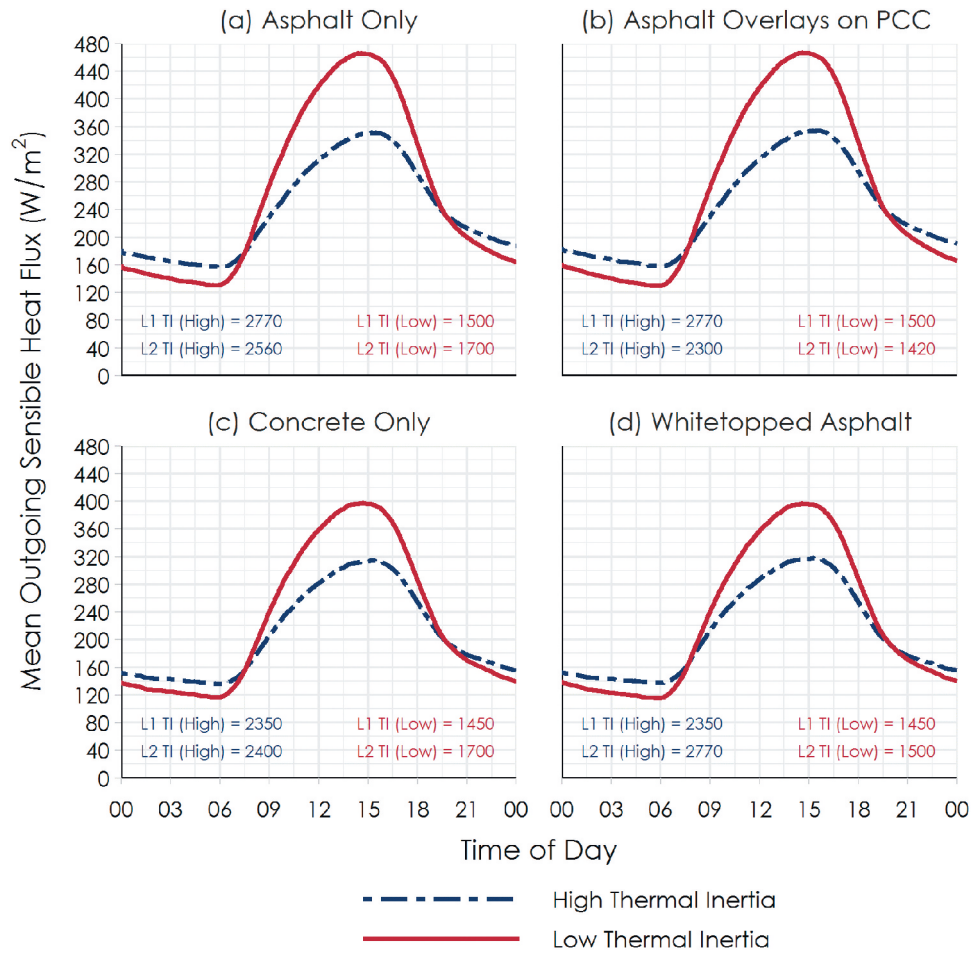 (a) Asphalt Only
(b) Asphalt Overlays on PCC
Mean Outgoing Sensible Heat Flux (W/m²)
480
440
400
360
320
280
240
200
160
120
80
40
0
L1 TI (High) = 2770
L1 TI (Low) = 1500
L2 TI (High) = 2560
L2 TI (Low) = 1700
L1 TI (High) = 2770
L1 TI (Low) = 1500
L2 TI (High) = 2300
L2 TI (Low) = 1420
(c) Concrete Only
(d) Whitetopped Asphalt
480
440
400
360
320
280
240
200
160
120
80
40
0
L1 TI (High) = 2350
L1 TI (Low) = 1450
L2 TI (High) = 2400
L2 TI (Low) = 1700
L1 TI (High) = 2350
L1 TI (Low) = 1450
L2 TI (High) = 2770
L2 TI (Low) = 1500
00 03 06 09 12 15 18 21 00
00 03 06 09 12 15 18 21 00
Time of Day
High Thermal Inertia
Low Thermal Inertia